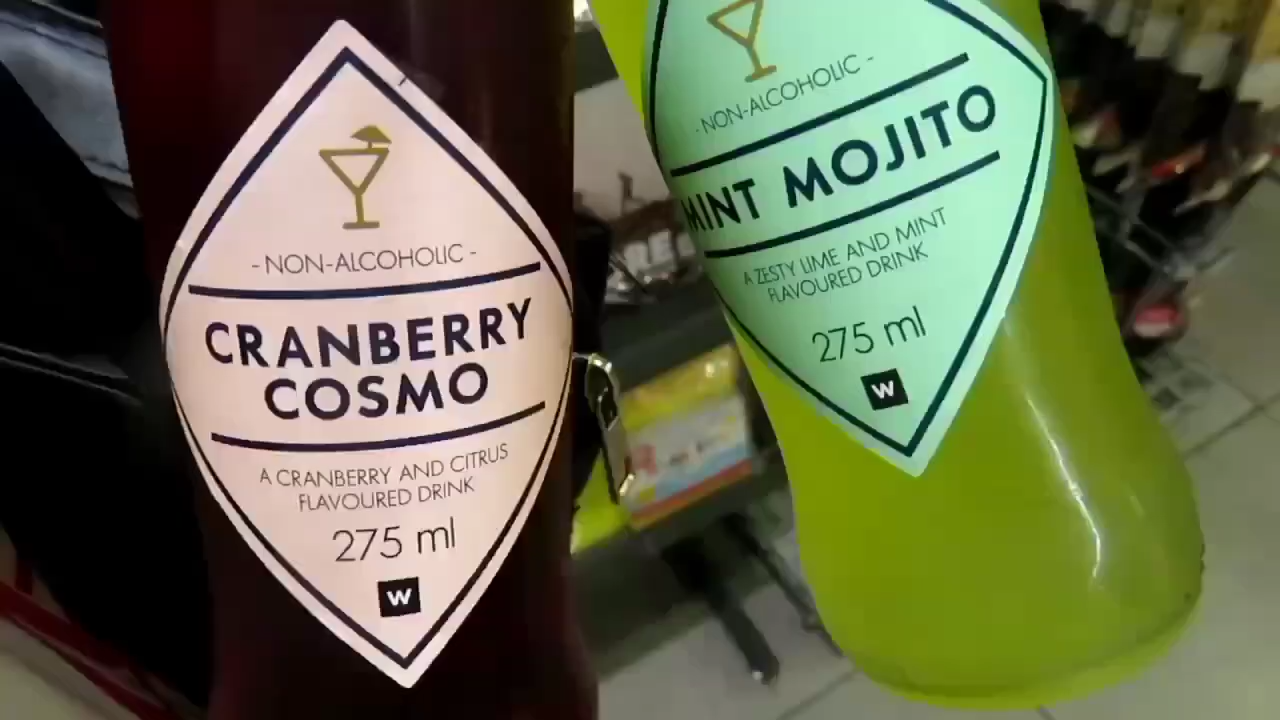 - NON-ALCOHOLIC -
CRANBERRY
COSMO
A CRANBERRY AND CITRUS
FLAVOURED DRINK
275 ml
W
- NON-ALCOHOLIC -
MINT MOJITO
A ZESTY LIME AND MINT
FLAVOURED DRINK
275 ml
W